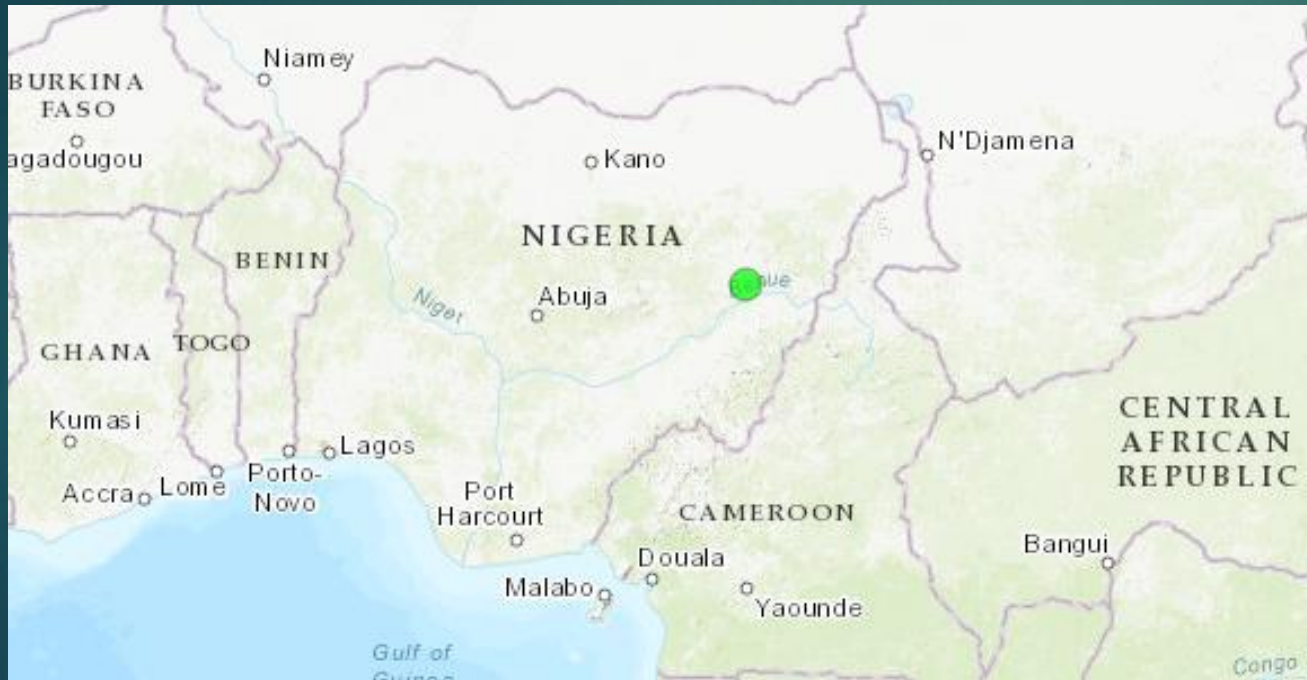 Niamey
BURKINA
FASO
agadougou
Kano
N'Djamena
NIGERIA
BENIN
Niger
Abuja
GHANA
TOGO
CENTRAL
AFRICAN
REPUBLIC
Kumasi
Lagos
Accra
Lome
Porto-
Novo
Port
Harcourt
CAMEROON
Bangui
Douala
Malabo
Yaounde
Gulf of
Congo